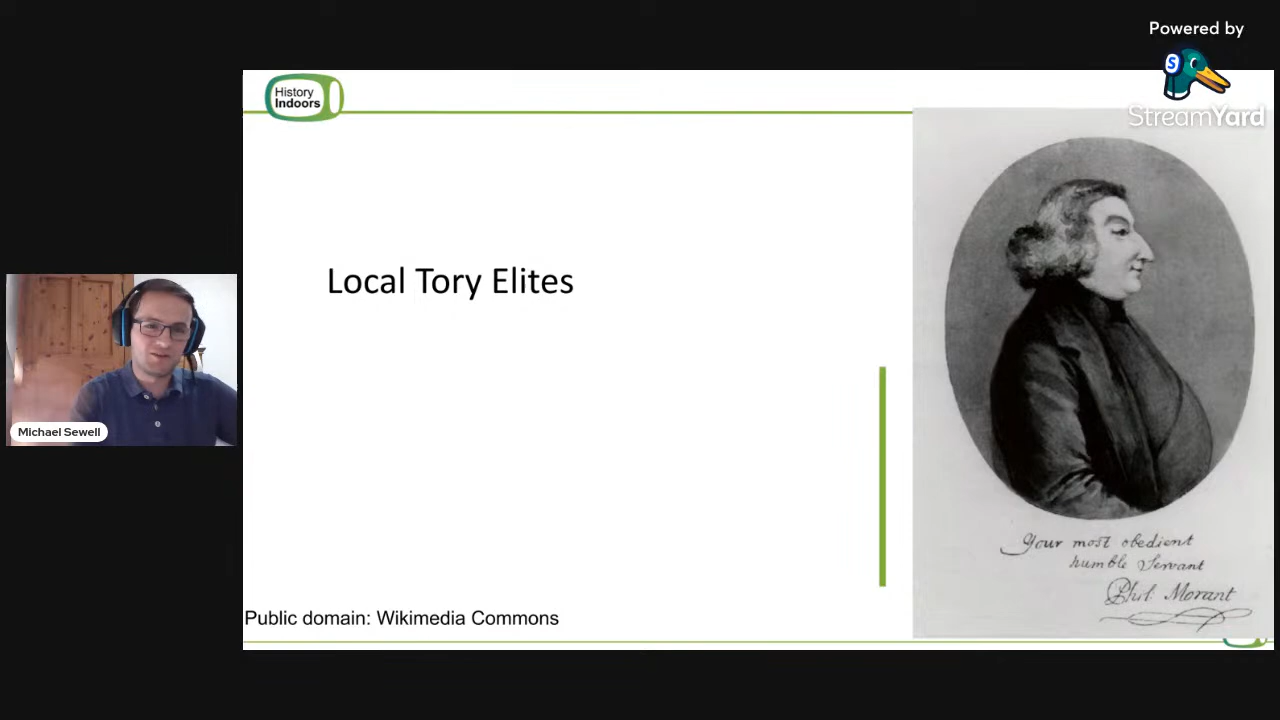 Powered by
S
StreamYard
History
Indoors
Local Tory Elites
Your most obedient
humble Servant
Phil. Morant
Michael Sewell
Public domain: Wikimedia Commons